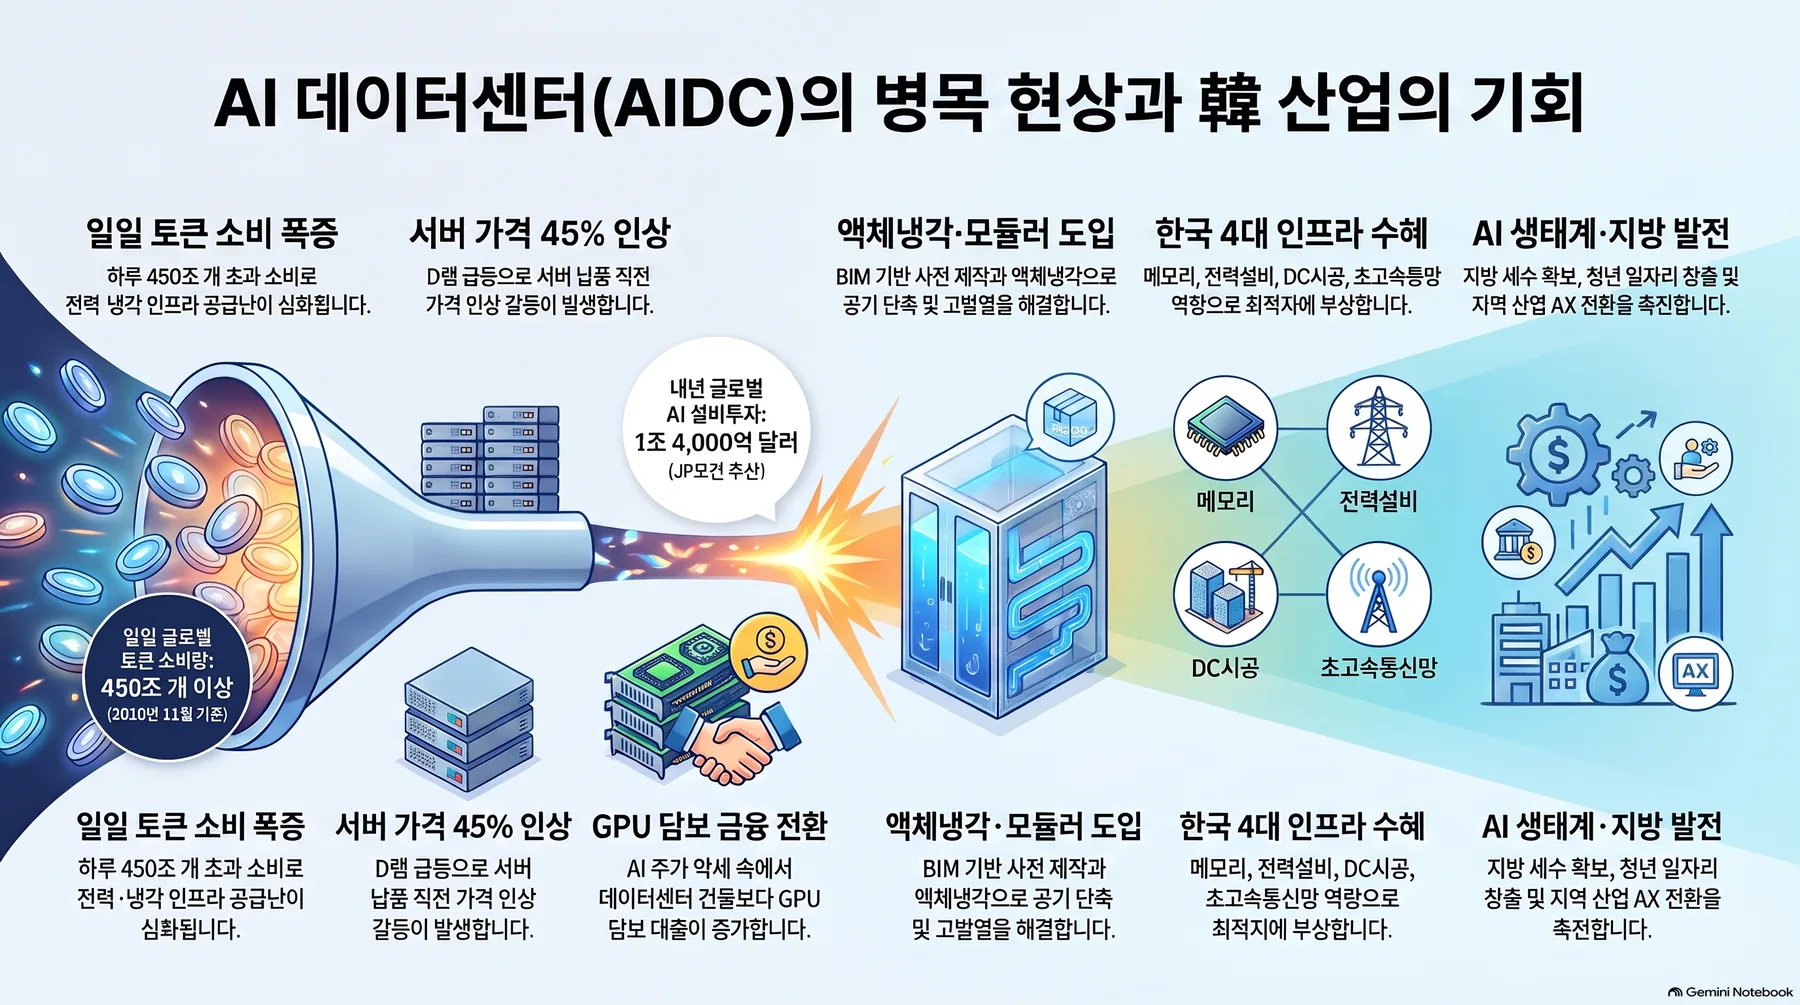 AI 데이터센터(AIDC)의 병목 현상과 韓 산업의 기회
일일 토큰 소비 폭증
하루 450조 개 초과 소비로
전력 냉각 인프라 공급난이 심화됩니다.
서버 가격 45% 인상
D램 급등으로 서버 납품 직전
가격 인상 갈등이 발생합니다.
액체냉각·모듈러 도입
BIM 기반 사전 제작과 액체냉각으로
공기 단축 및 고발열을 해결합니다.
한국 4대 인프라 수혜
메모리, 전력설비, DC시공, 초고속통망
역항으로 최적자에 부상합니다.
AI 생태계·지방 발전
지방 세수 확보, 청년 일자리 창출 및
지역 산업 AX 전환을 촉진합니다.
내년 글로벌
AI 설비투자:
1조 4,000억 달러
(JP모건 추산)
일일 글로벨
토큰 소비량:
450조 개 이상
(2010년 11월 기준)
메모리
전력설비
DC시공
초고속통신망
AX
일일 토큰 소비 폭증
하루 450조 개 초과 소비로
전력·냉각 인프라 공급난이
심화됩니다.
서버 가격 45% 인상
D램 급등으로 서버
납품 직전 가격 인상
갈등이 발생합니다.
GPU 담보 금융 전환
AI 주가 약세 속에서
데이터센터 건물보다 GPU
담보 대출이 증가합니다.
액체냉각·모듈러 도입
BIM 기반 사전 제작과
액체냉각으로 공기 단축
및 고발열을 해결합니다.
한국 4대 인프라 수혜
메모리, 전력설비, DC시공,
초고속통신망 역량으로
최적지에 부상합니다.
AI 생태계·지방 발전
지방 세수 확보, 청년 일자리
창출 및 지역 산업 AX 전환을
촉전합니다.
Gemini Notebook